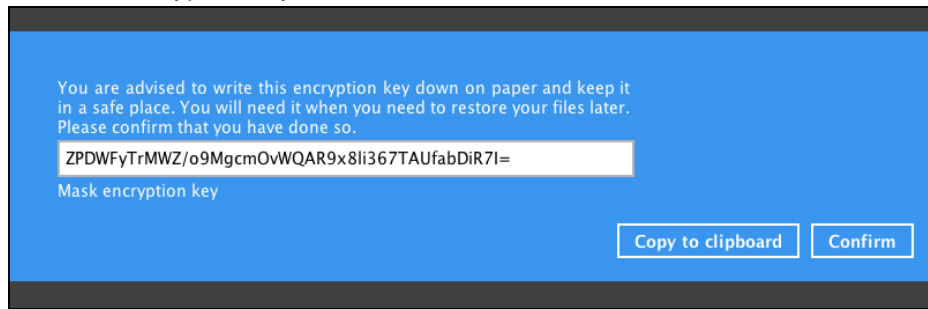 You are advised to write this encryption key down on paper and keep it
in a safe place. You will need it when you need to restore your files later.
Please confirm that you have done so.
ZPDWFyTrMWZ/o9MgcmOvWQAR9x8li367TAUfabDiR7I=
Mask encryption key
Copy to clipboard
Confirm